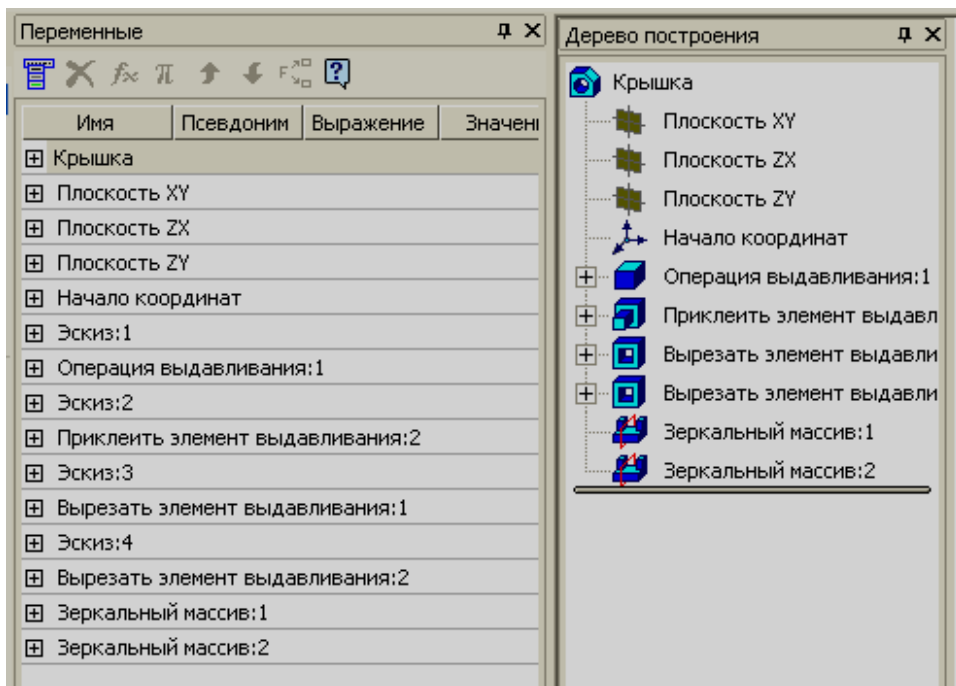 Переменные
Имя Псевдоним Выражение Значени
Крышка
Плоскость XY
Плоскость ZX
Плоскость ZY
Начало координат
Эскиз:1
Операция выдавливания:1
Эскиз:2
Приклеить элемент выдавливания:2
Эскиз:3
Вырезать элемент выдавливания:1
Эскиз:4
Вырезать элемент выдавливания:2
Зеркальный массив:1
Зеркальный массив:2
Дерево построения
Крышка
Плоскость XY
Плоскость ZX
Плоскость ZY
Начало координат
Операция выдавливания:1
Приклеить элемент выдавл
Вырезать элемент выдавли
Вырезать элемент выдавли
Зеркальный массив:1
Зеркальный массив:2